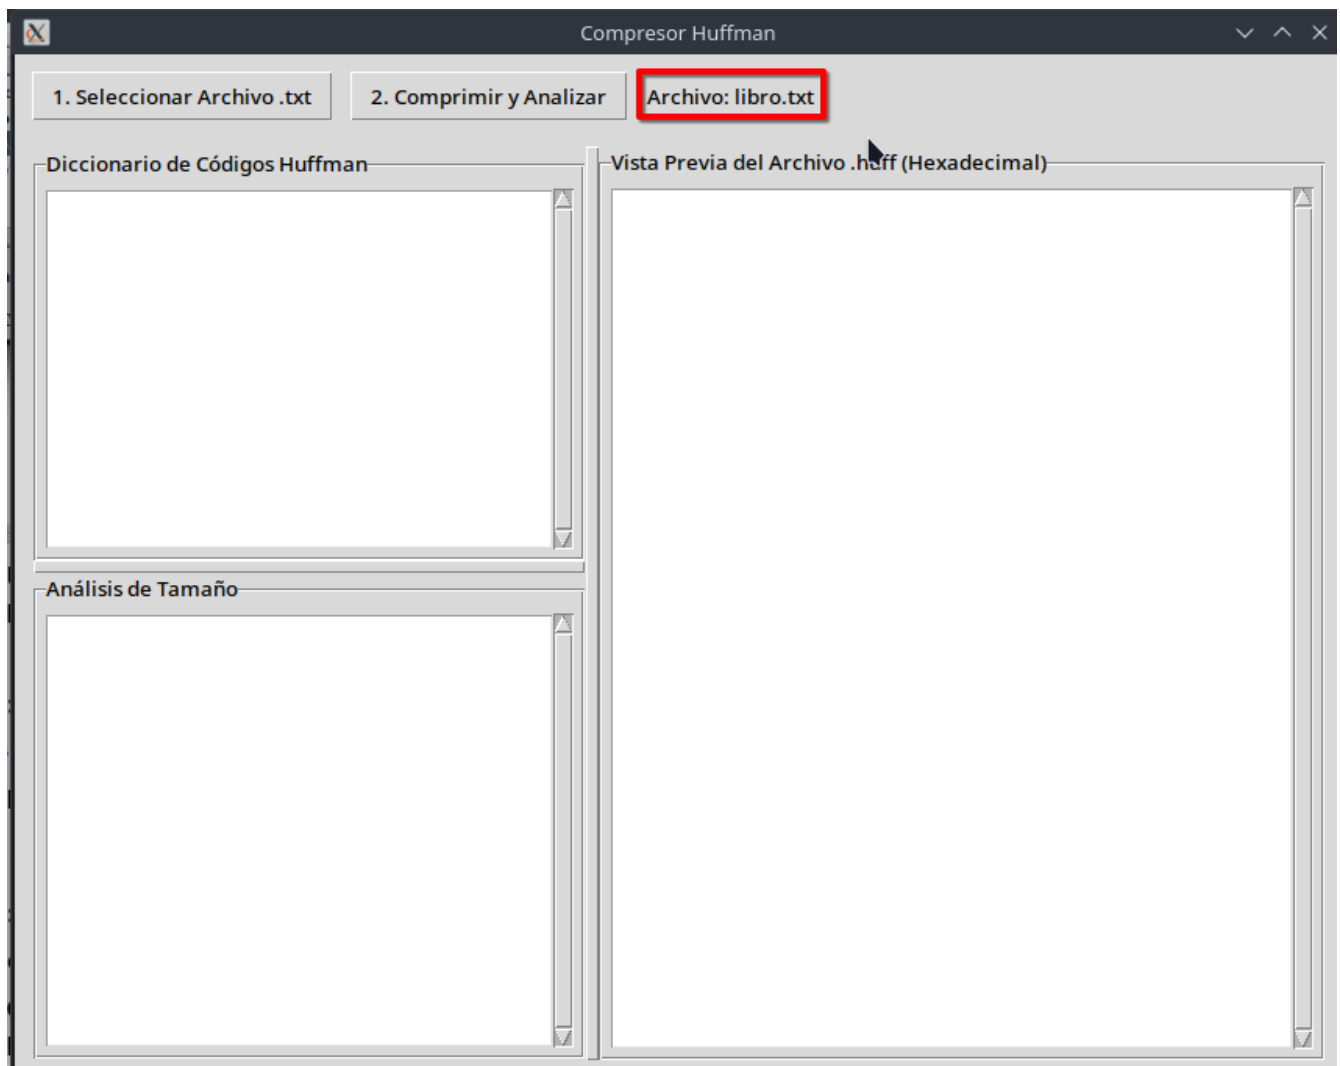 Compresor Huffman
1. Seleccionar Archivo .txt
2. Comprimir y Analizar
Archivo: libro.txt
Diccionario de Códigos Huffman
Vista Previa del Archivo .huff (Hexadecimal)
Análisis de Tamaño